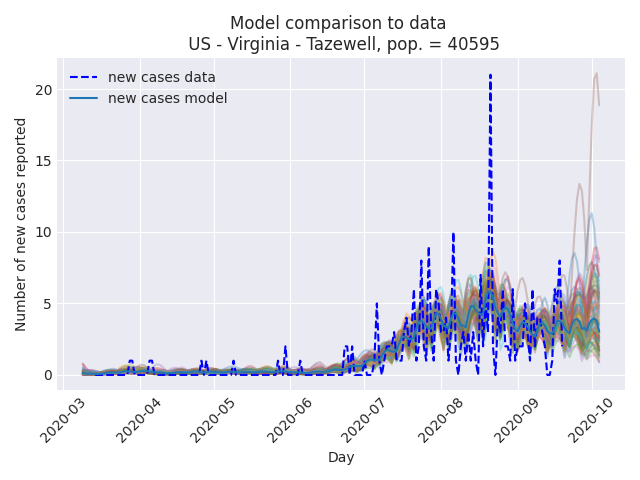 Model comparison to data
US - Virginia - Tazewell, pop. = 40595
new cases data
new cases model
Number of new cases reported
20
15
10
5
0
2020-03
2020-04
2020-05
2020-06
2020-07
2020-08
2020-09
2020-10
Day